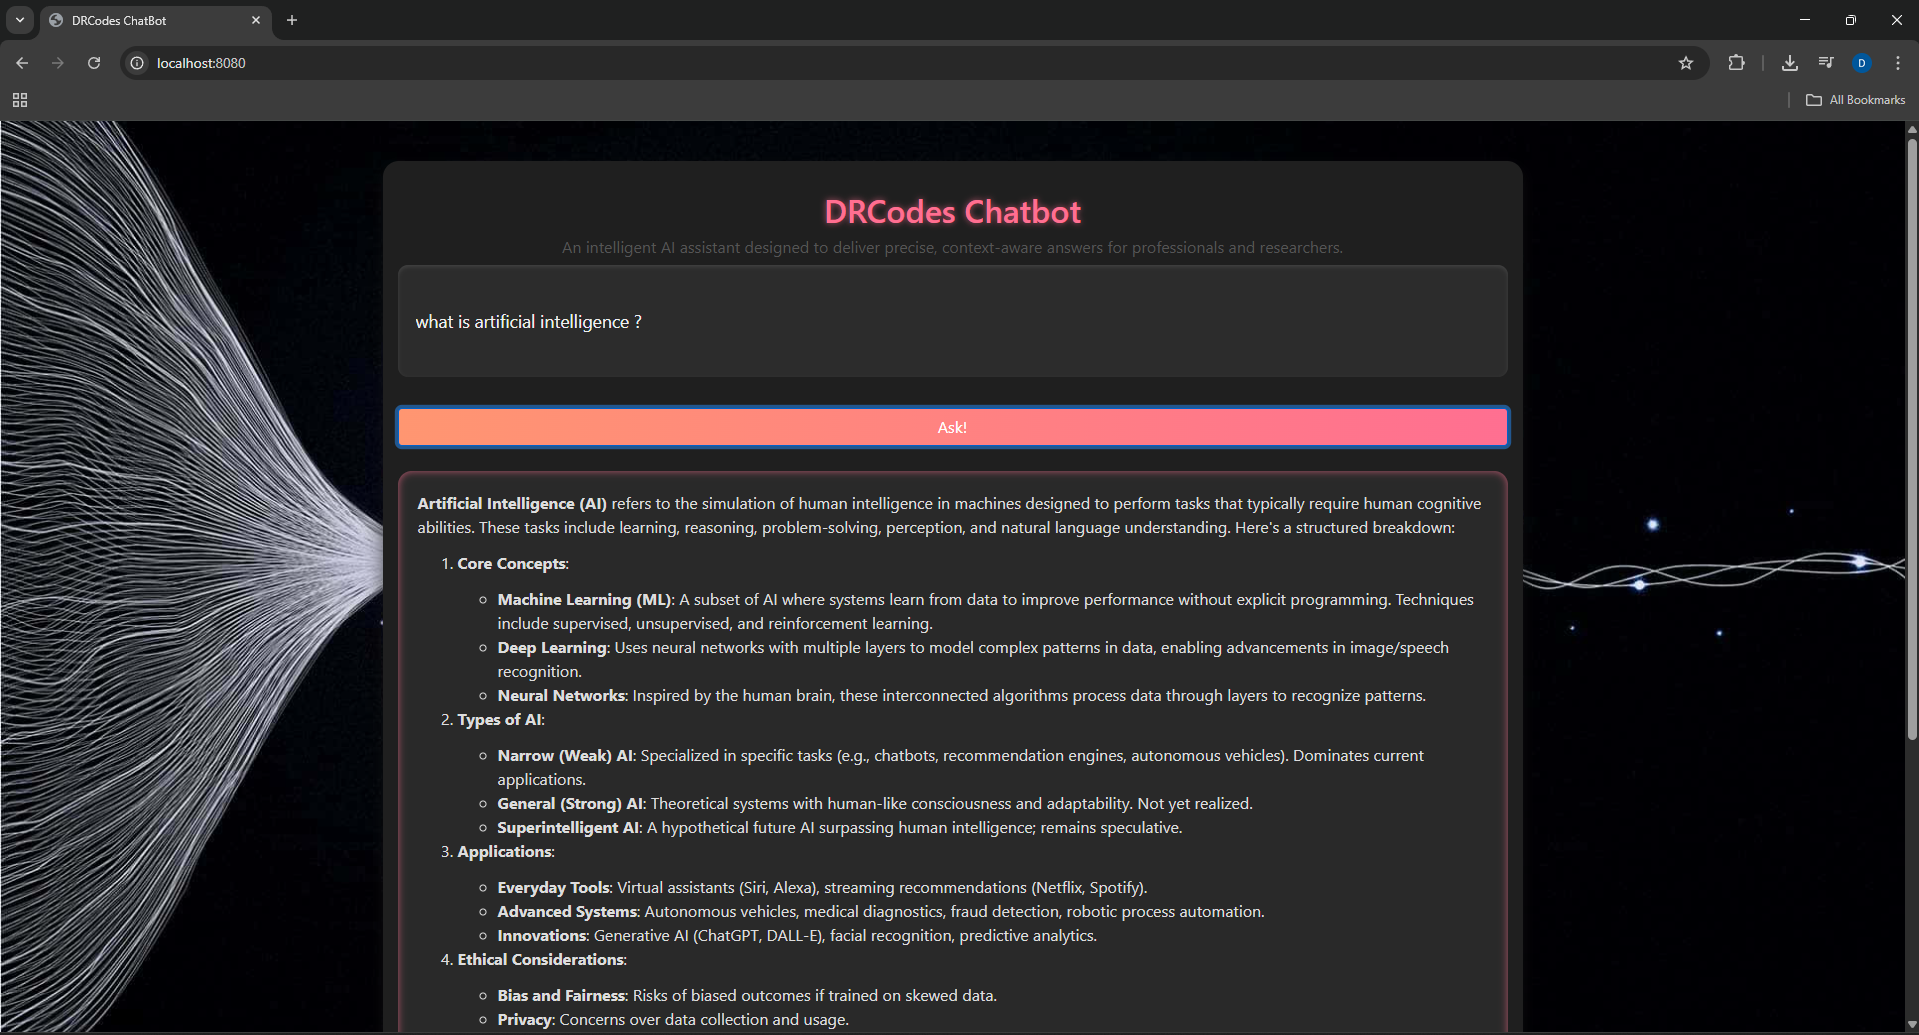 DRCodes ChatBot
localhost:8080
D
All Bookmarks
DRCodes Chatbot
An intelligent AI assistant designed to deliver precise, context-aware answers for professionals and researchers.
what is artificial intelligence ?
Ask!
Artificial Intelligence (AI) refers to the simulation of human intelligence in machines designed to perform tasks that typically require human cognitive
abilities. These tasks include learning, reasoning, problem-solving, perception, and natural language understanding. Here's a structured breakdown:
1. Core Concepts:
Machine Learning (ML): A subset of AI where systems learn from data to improve performance without explicit programming. Techniques
include supervised, unsupervised, and reinforcement learning.
Deep Learning: Uses neural networks with multiple layers to model complex patterns in data, enabling advancements in image/speech
recognition.
Neural Networks: Inspired by the human brain, these interconnected algorithms process data through layers to recognize patterns.
2. Types of AI:
Narrow (Weak) AI: Specialized in specific tasks (e.g., chatbots, recommendation engines, autonomous vehicles). Dominates current
applications.
General (Strong) AI: Theoretical systems with human-like consciousness and adaptability. Not yet realized.
Superintelligent AI: A hypothetical future AI surpassing human intelligence; remains speculative.
3. Applications:
Everyday Tools: Virtual assistants (Siri, Alexa), streaming recommendations (Netflix, Spotify).
Advanced Systems: Autonomous vehicles, medical diagnostics, fraud detection, robotic process automation.
Innovations: Generative AI (ChatGPT, DALL-E), facial recognition, predictive analytics.
4. Ethical Considerations:
Bias and Fairness: Risks of biased outcomes if trained on skewed data.
Privacy: Concerns over data collection and usage.